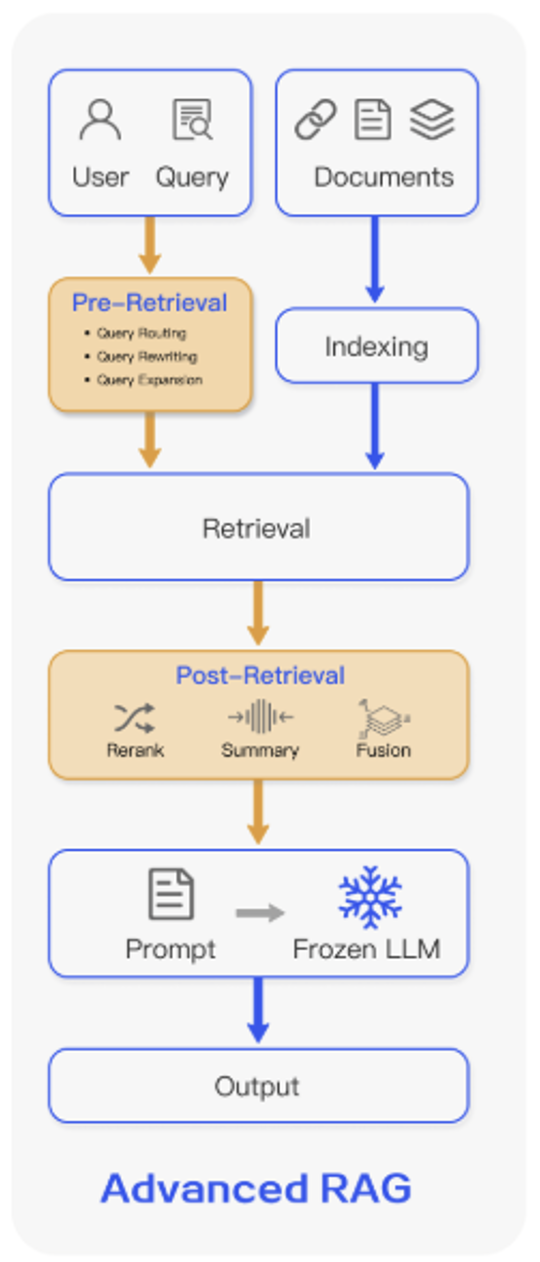 User Query
Documents
Pre-Retrieval
• Query Routing
• Query Rewriting
• Query Expansion
Indexing
Retrieval
Post-Retrieval
Rerank
Summary
Fusion
Prompt
Frozen LLM
Output
Advanced RAG